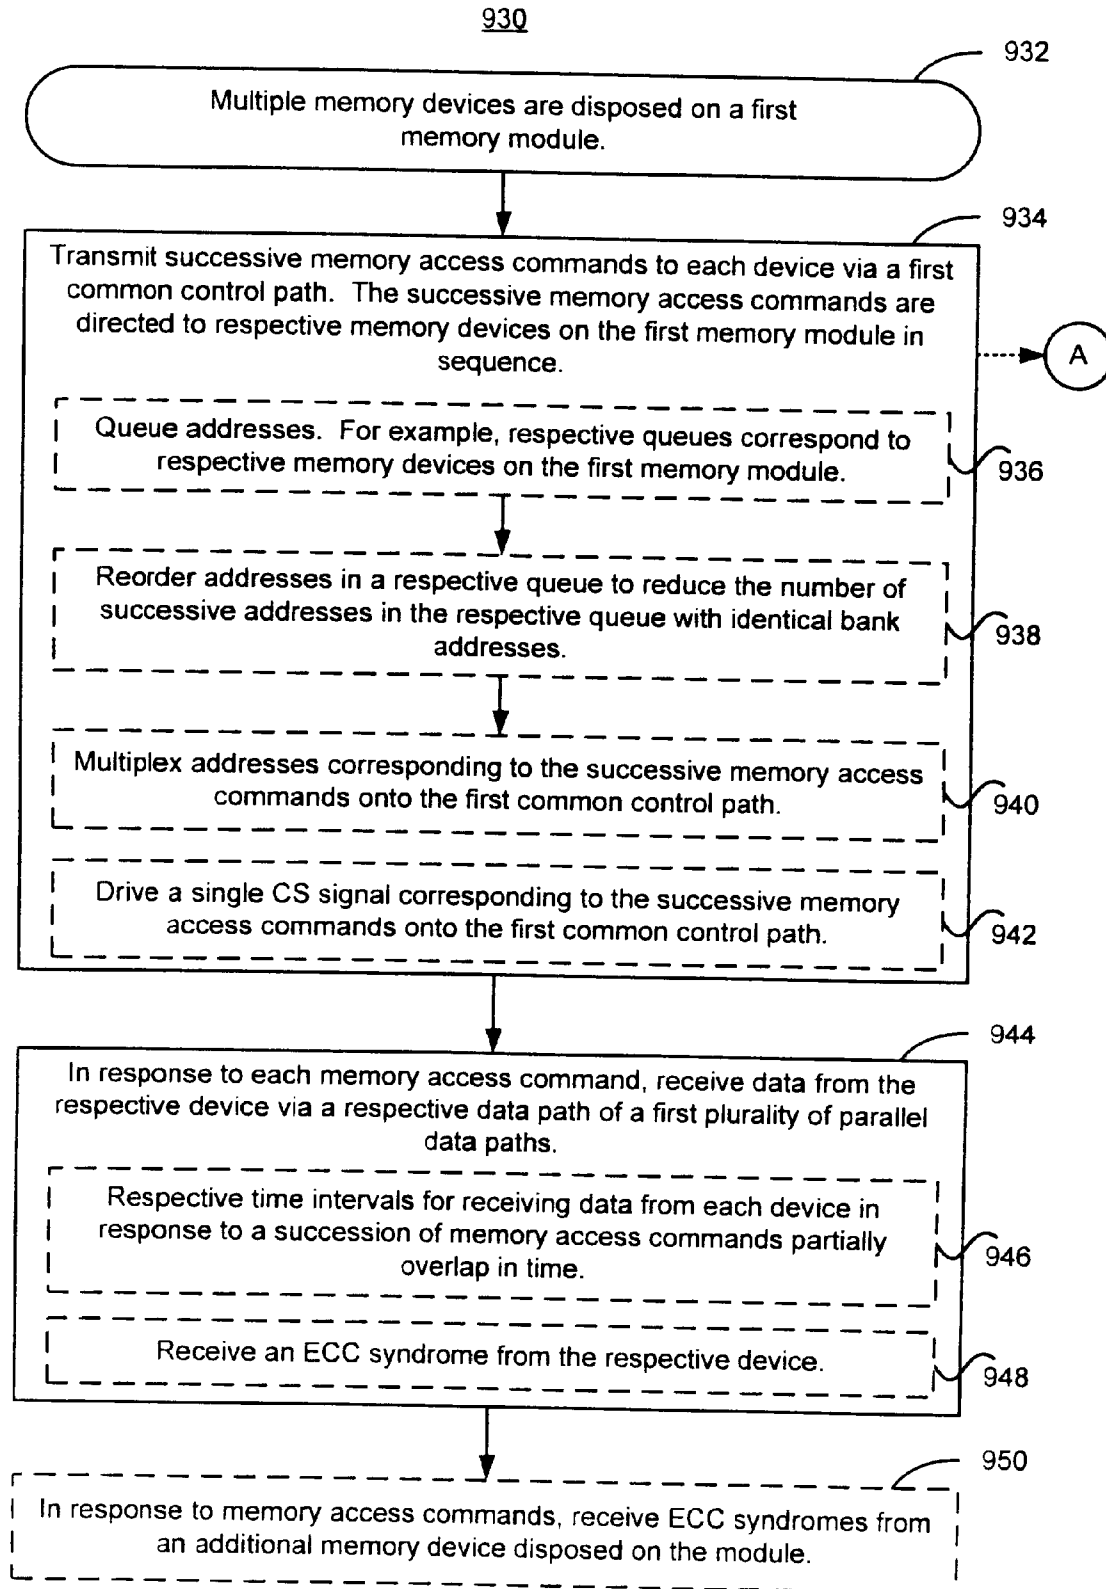 930
932
Multiple memory devices are disposed on a first
memory module.
934
Transmit successive memory access commands to each device via a first
common control path. The successive memory access commands are
directed to respective memory devices on the first memory module in
sequence.
A
Queue addresses. For example, respective queues correspond to
respective memory devices on the first memory module.
936
Reorder addresses in a respective queue to reduce the number of
successive addresses in the respective queue with identical bank
addresses.
938
Multiplex addresses corresponding to the successive memory access
commands onto the first common control path.
940
Drive a single CS signal corresponding to the successive memory
access commands onto the first common control path.
942
944
In response to each memory access command, receive data from the
respective device via a respective data path of a first plurality of parallel
data paths.
Respective time intervals for receiving data from each device in
response to a succession of memory access commands partially
overlap in time.
946
Receive an ECC syndrome from the respective device.
948
950
In response to memory access commands, receive ECC syndromes from
an additional memory device disposed on the module.